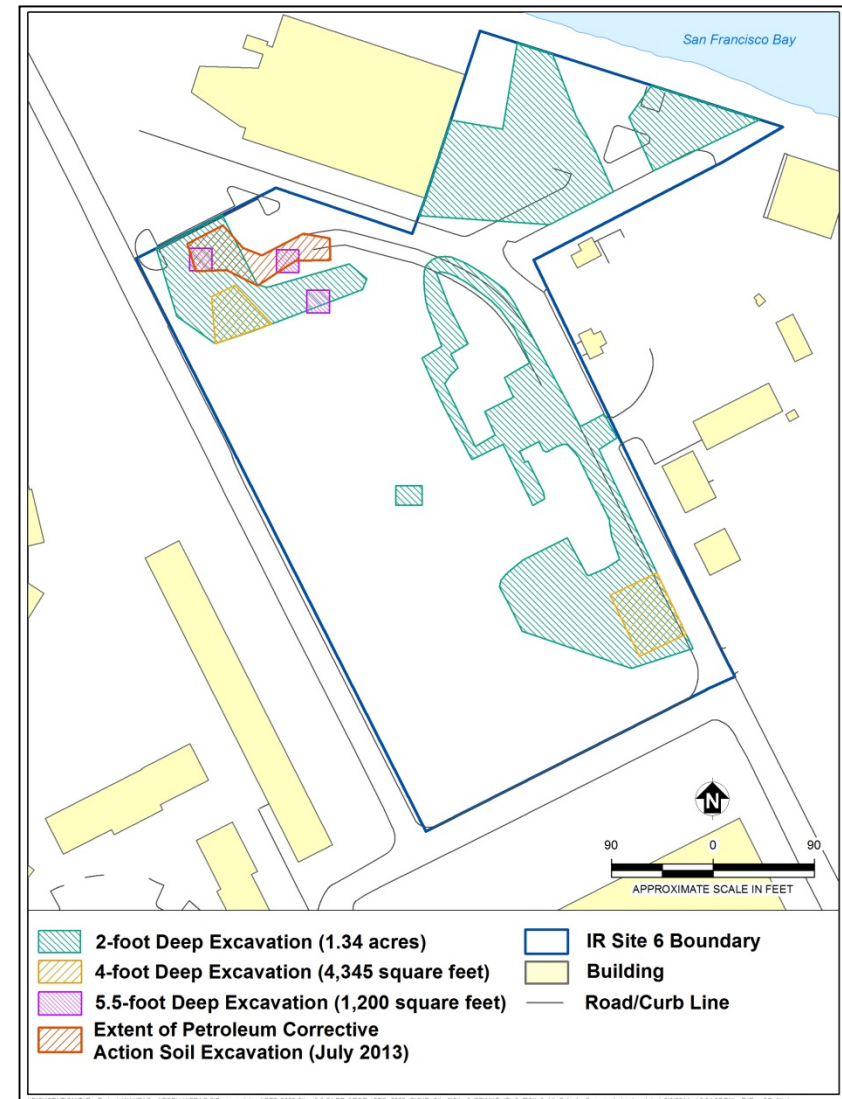 San Francisco Bay
N
90 0 90
APPROXIMATE SCALE IN FEET
2-foot Deep Excavation (1.34 acres)
4-foot Deep Excavation (4,345 square feet)
5.5-foot Deep Excavation (1,200 square feet)
Extent of Petroleum Corrective
Action Soil Excavation (July 2013)
IR Site 6 Boundary
Building
Road/Curb Line